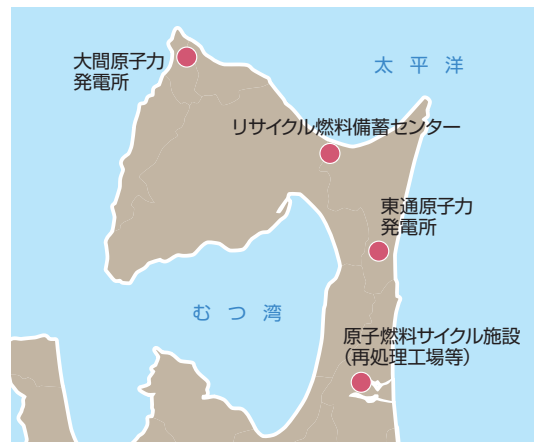 大間原子力
発電所
太平洋
リサイクル燃料備蓄センター
東通原子力
発電所
むつ湾
原子燃料サイクル施設
(再処理工場等)